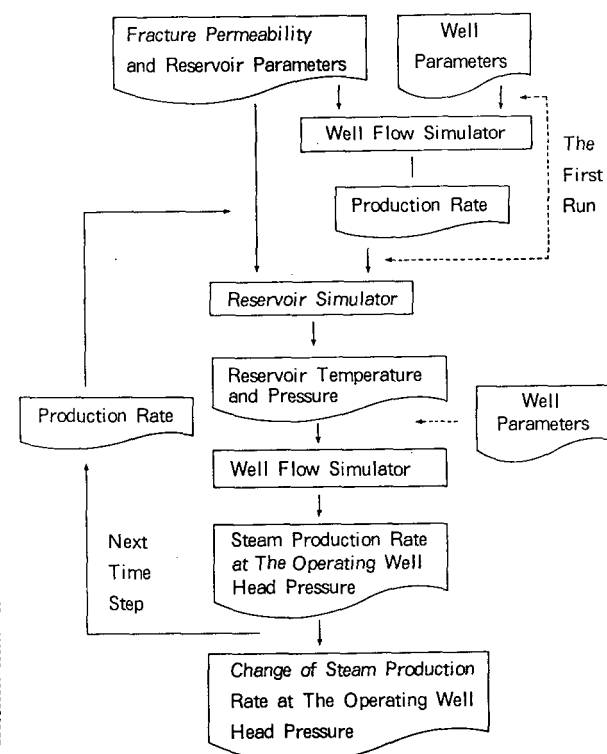 Fracture Permeability
and Reservoir Parameters
Well
Parameters
Well Flow Simulator
The
First
Run
Production Rate
Reservoir Simulator
Reservoir Temperature
and Pressure
Production Rate
Well
Parameters
Well Flow Simulator
Next
Time
Step
Steam Production Rate
at The Operating Well
Head Pressure
Change of Steam Production
Rate at The Operating Well
Head Pressure